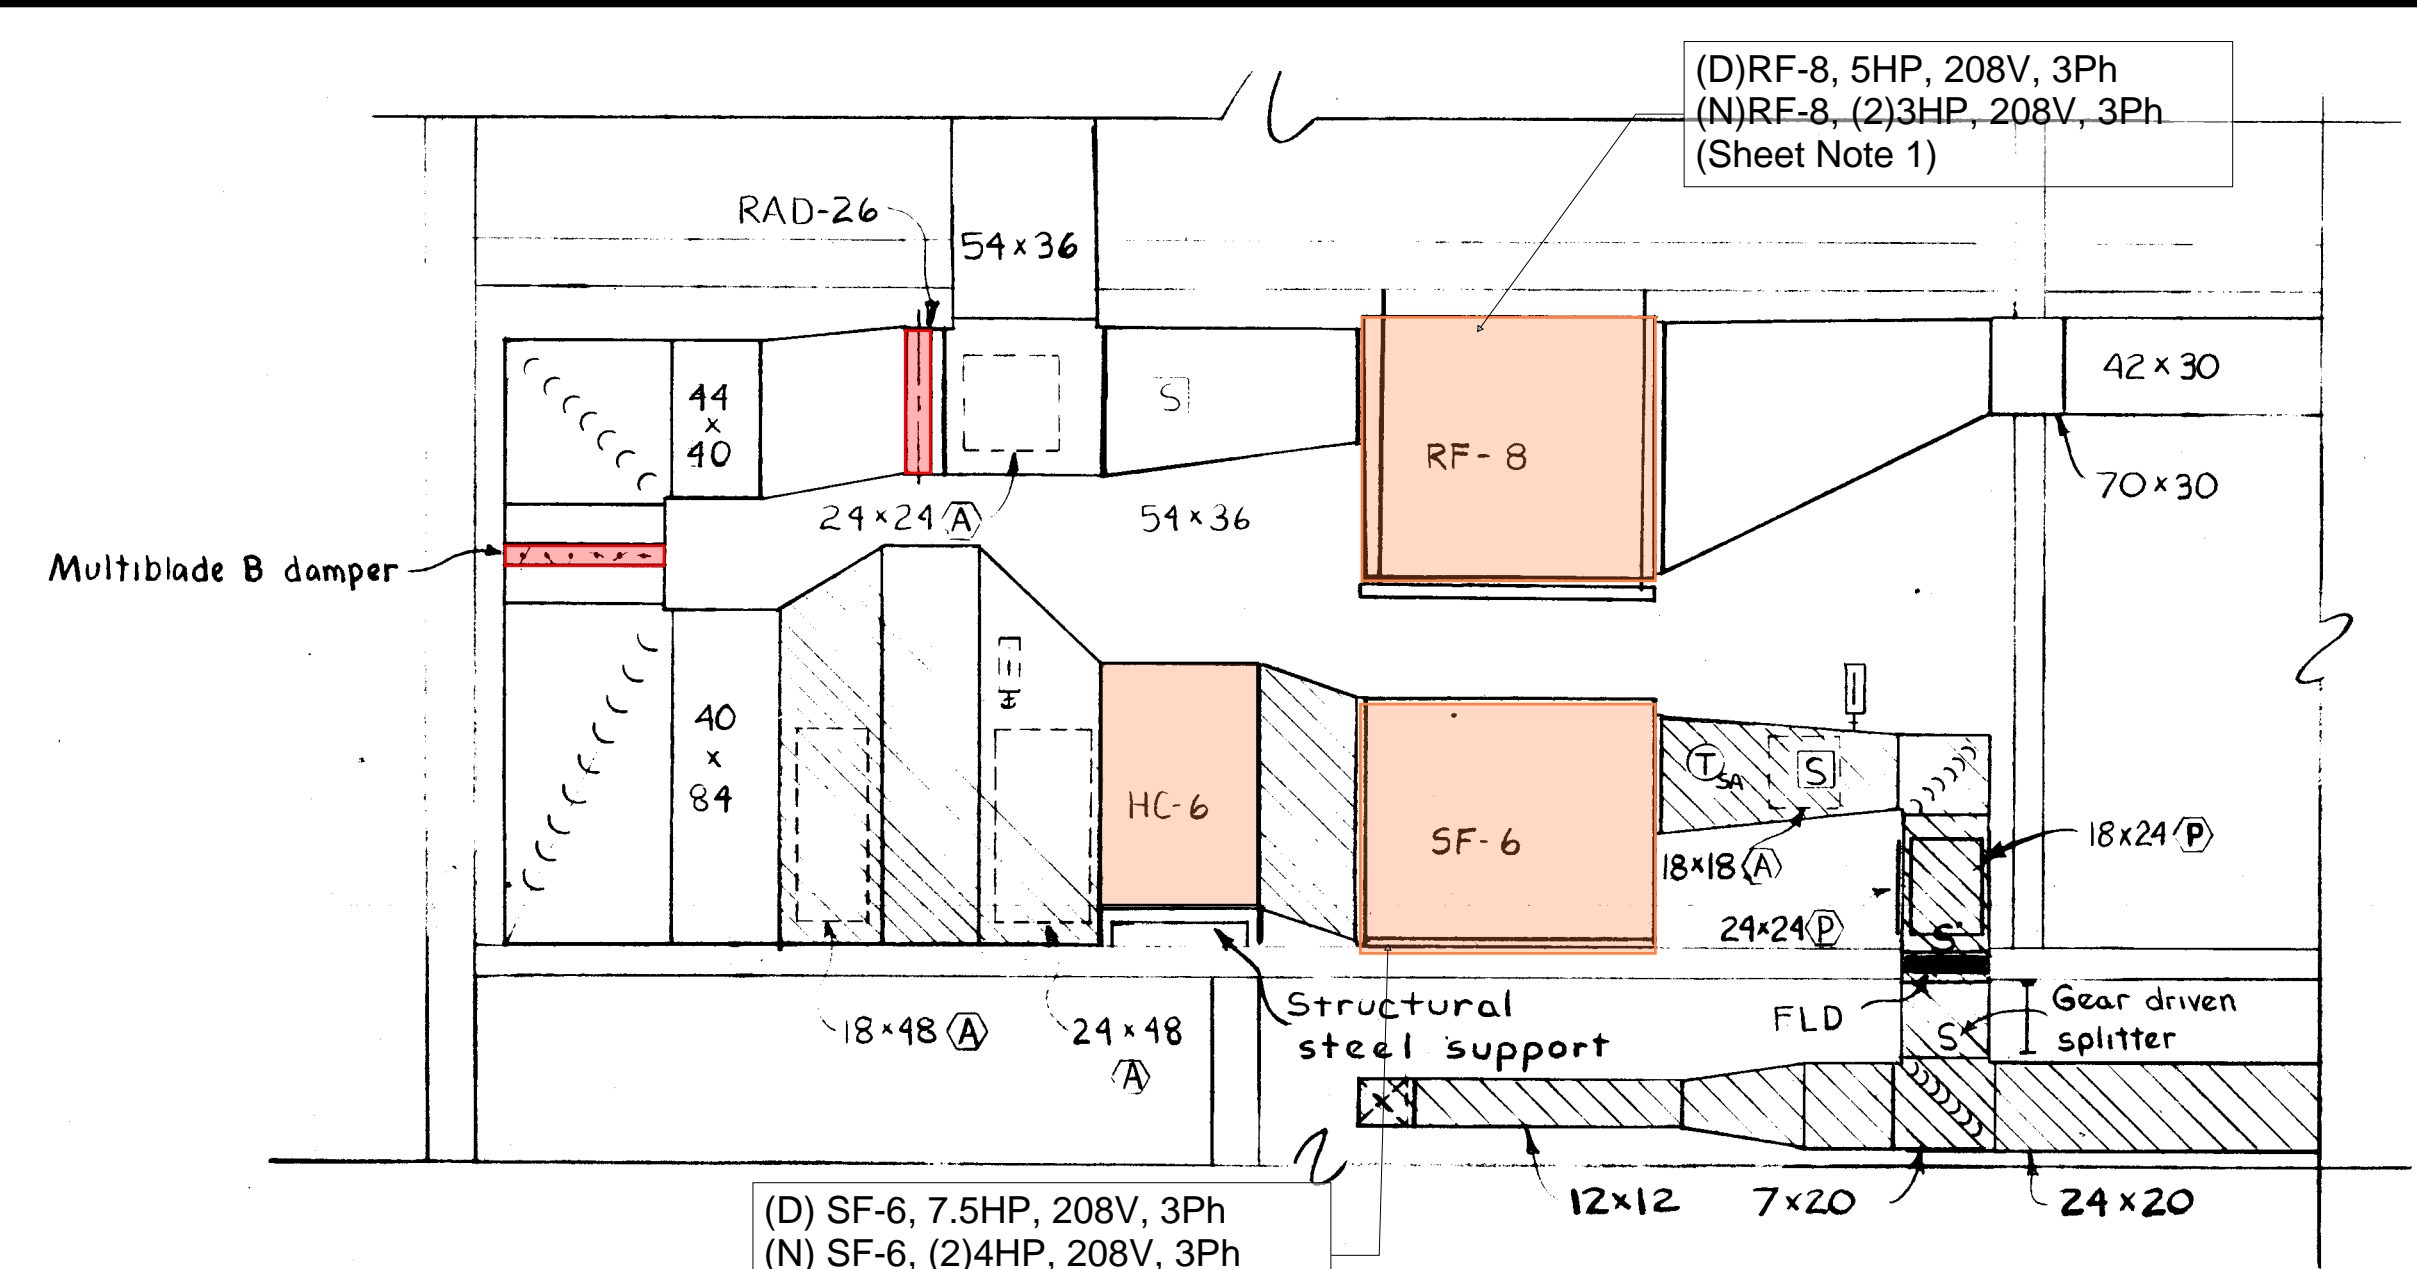 (D)RF-8, 5HP, 208V, 3Ph
(N)RF-8, (2)3HP, 208V, 3Ph
(Sheet Note 1)
RAD-26
54x36
44
x
40
S
RF-8
42x30
70x30
24x24 A
54x36
Multiblade B damper
40
x
84
HC-6
SF-6
T SA
S
18x18 A
18x24 P
24x24 P
S
18x48 A
24x48
A
Structural
steel support
FLD
S
Gear driven
splitter
12x12
7x20
24x20
(D) SF-6, 7.5HP, 208V, 3Ph
(N) SF-6, (2)4HP, 208V, 3Ph